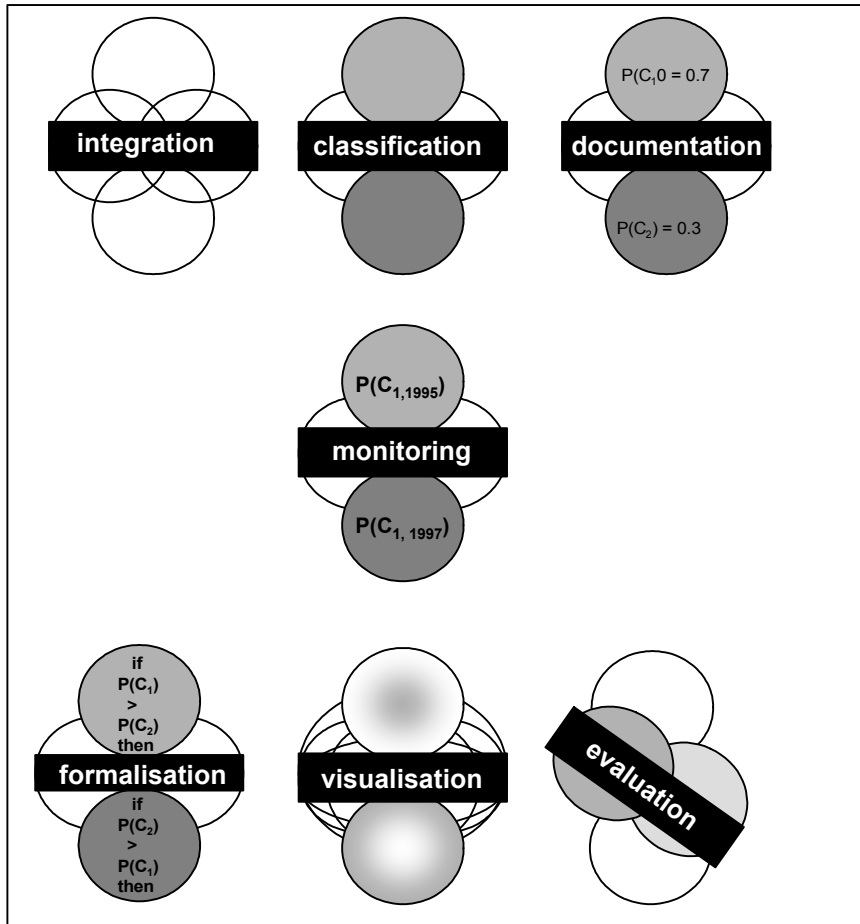 integration
classification
P(C₁0 = 0.7
documentation
P(C₂) = 0.3
P(C₁,₁₉₉₅)
monitoring
P(C₁, ₁₉₉₇)
if
P(C₁)
>
P(C₂)
then
formalisation
if
P(C₂)
>
P(C₁)
then
visualisation
evaluation